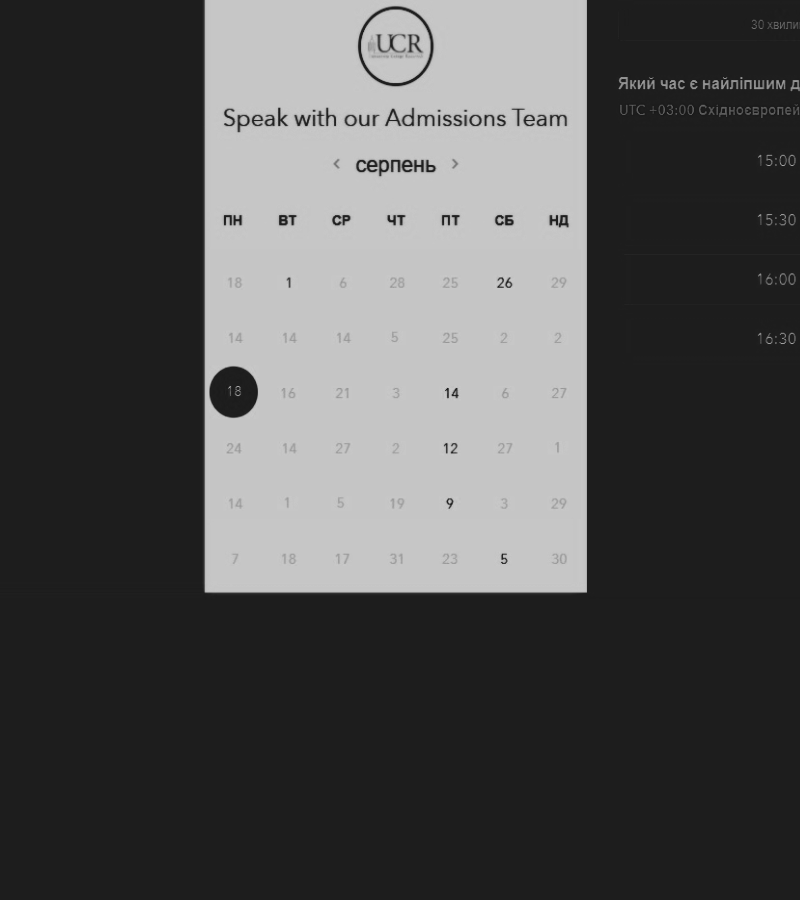 UCR
Speak with our Admissions Team
< серпень >
ПН ВТ СР ЧТ ПТ СБ НД
18 1 6 28 25 26 29
14 14 14 5 25 2 2
18 16 21 3 14 6 27
24 14 27 2 12 27 1
14 1 5 19 9 3 29
7 18 17 31 23 5 30
30 хвили
Який час є найліпшим д
UTC +03:00 Східноєвропей
15:00
15:30
16:00
16:30